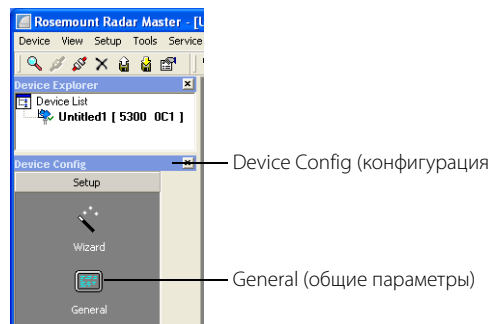 Rosemount Radar Master - [U
Device View Setup Tools Service
Device Explorer
Device List
Untitled1 [ 5300 0C1 ]
Device Config
Device Config (конфигурация
Setup
Wizard
General (общие параметры)
General